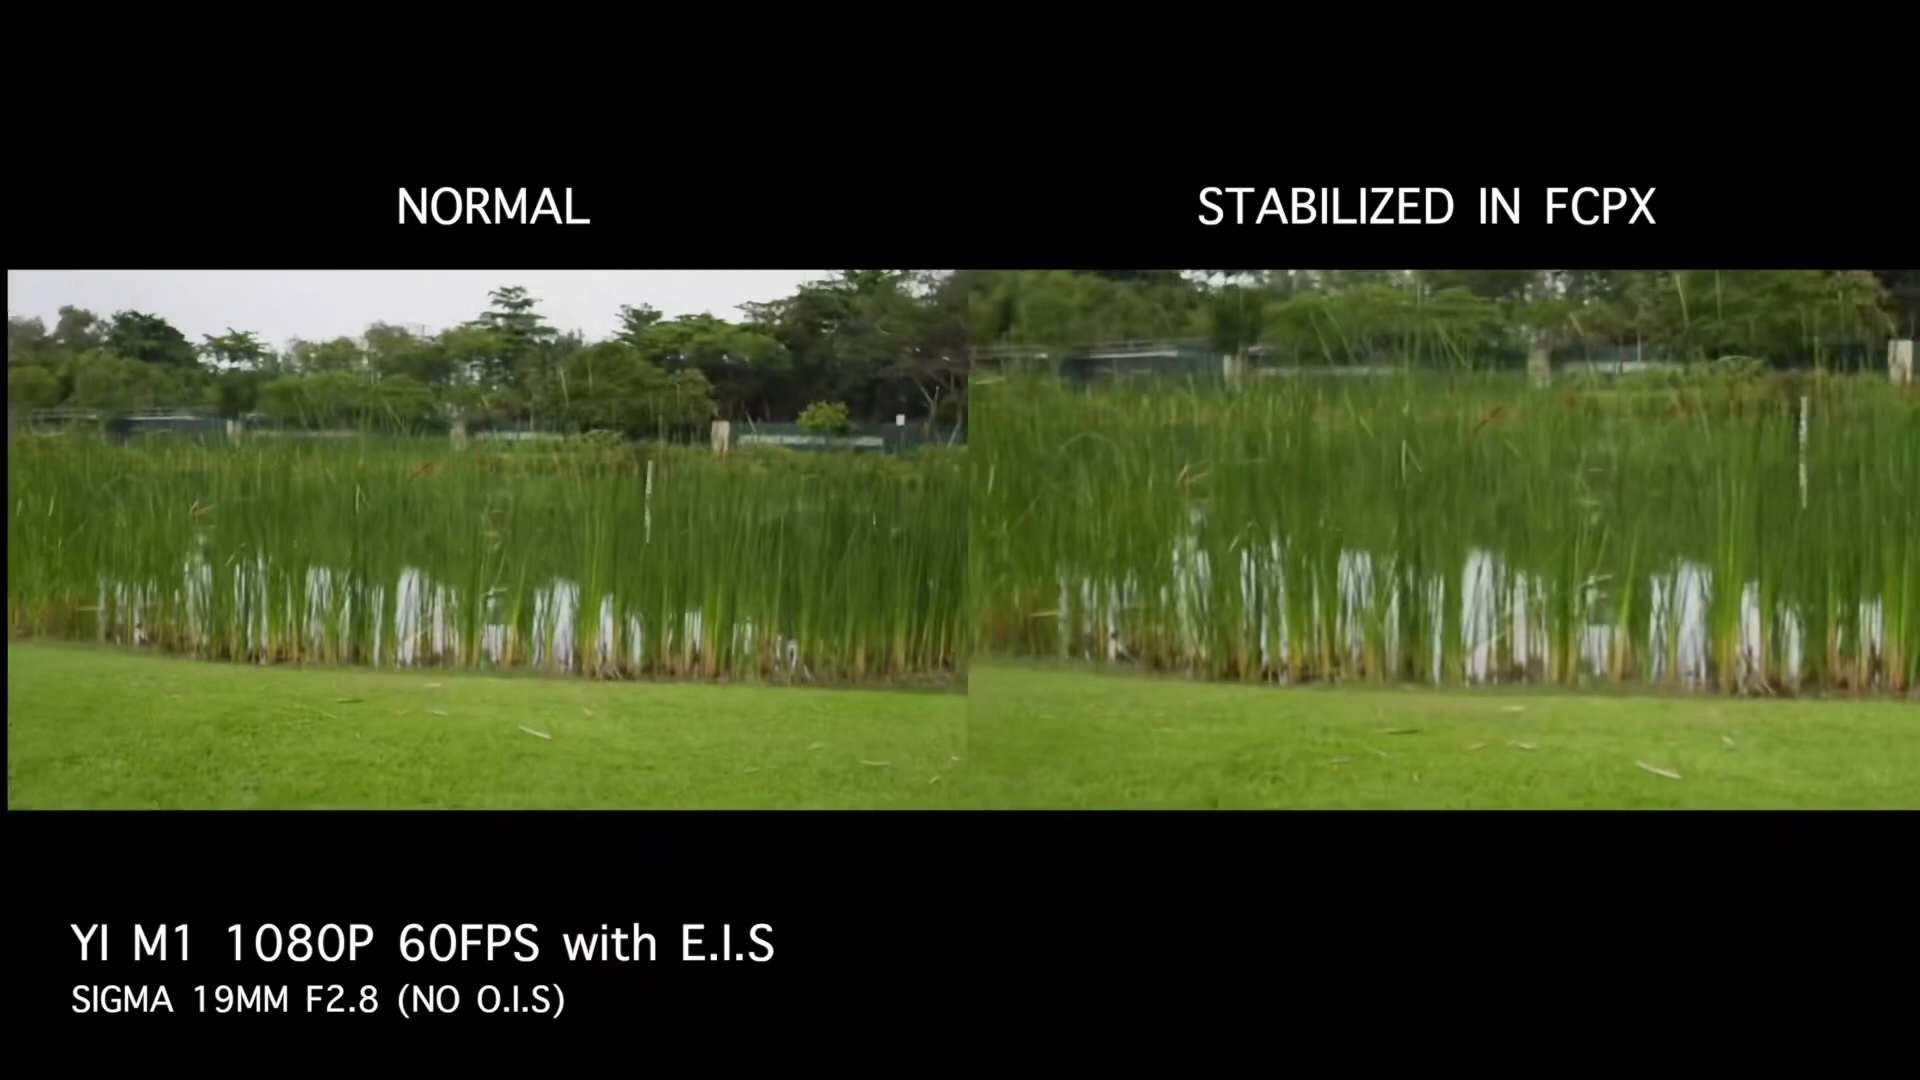 NORMAL
STABILIZED IN FCPX
YI M1 1080P 60FPS with E.I.S
SIGMA 19MM F2.8 (NO O.I.S)